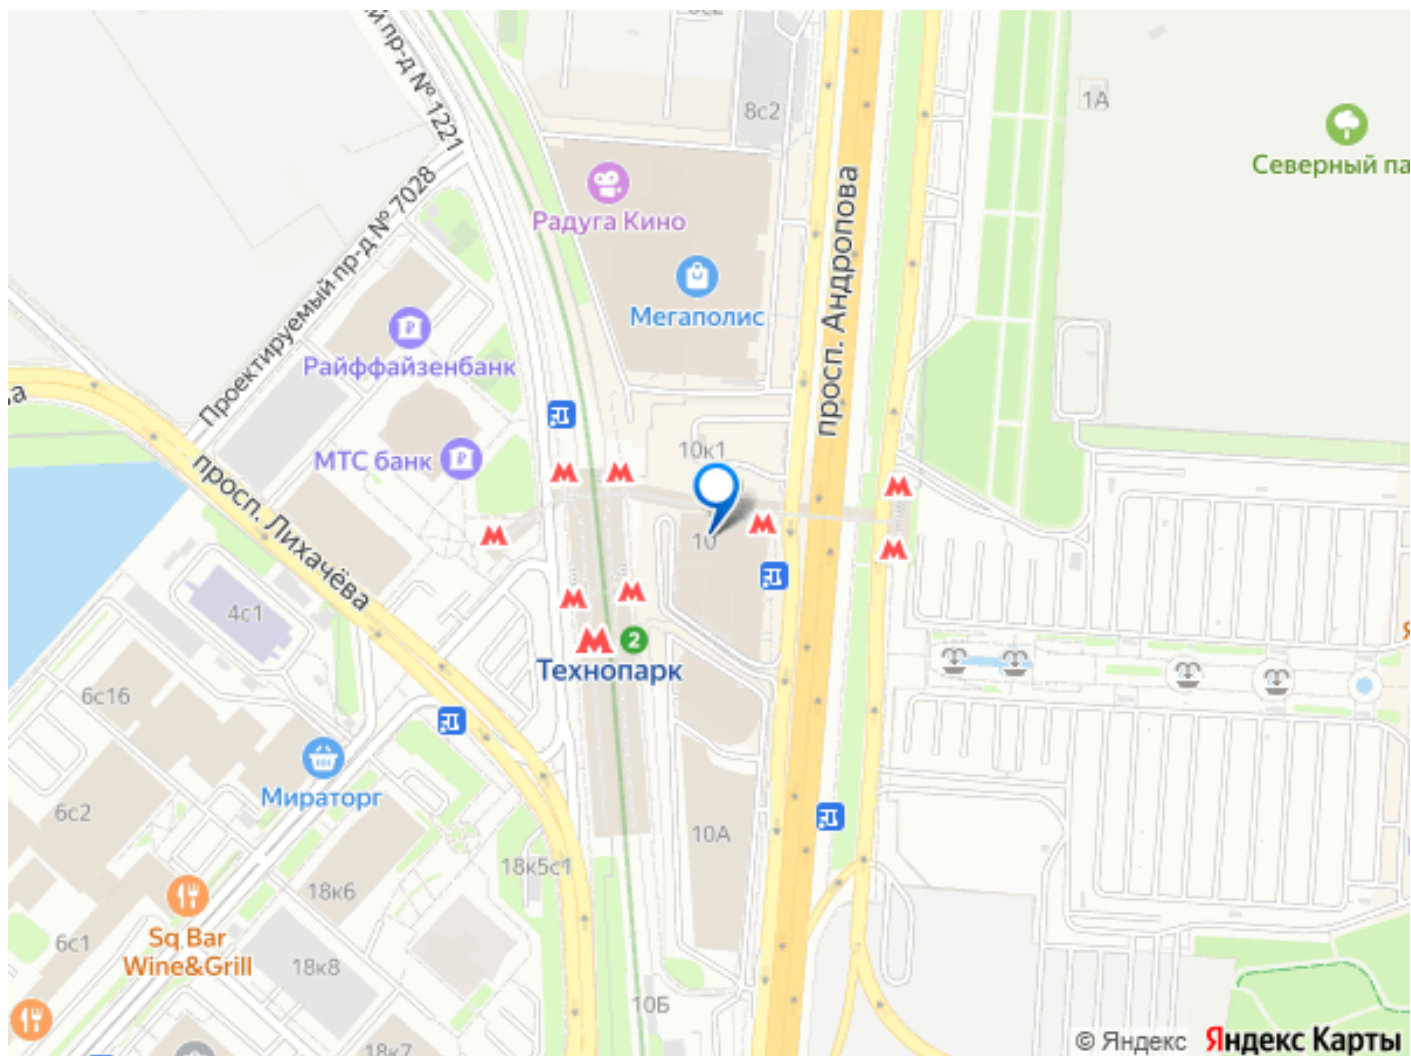 й пр-д № 1221
8с2
1А
Северный па
Проектируемый пр-д № 7028
Радуга Кино
просп. Андропова
Мегаполис
Райффайзенбанк
ва
10к1
МТС банк
просп. Лихачёва
10
4с1
2
Технопарк
6с16
Мираторг
6с2
10А
18к5с1
18к6
6с1
Sq Bar
Wine&Grill
18к8
10Б
18к7
© Яндекс
Яндекс Карты